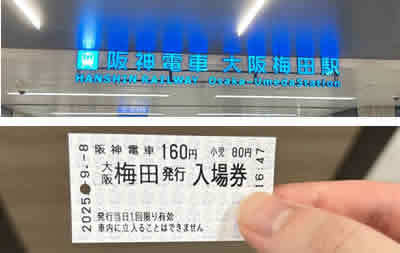 阪神電車 大阪梅田駅
HANSHIN RAILWAY Osaka-Umeda Station
阪神電車 160円 小児 80円
大阪梅田発行 入場券
2025.-9.-8
16:47
発行当日1回限り有効
車内に立入ることはできません